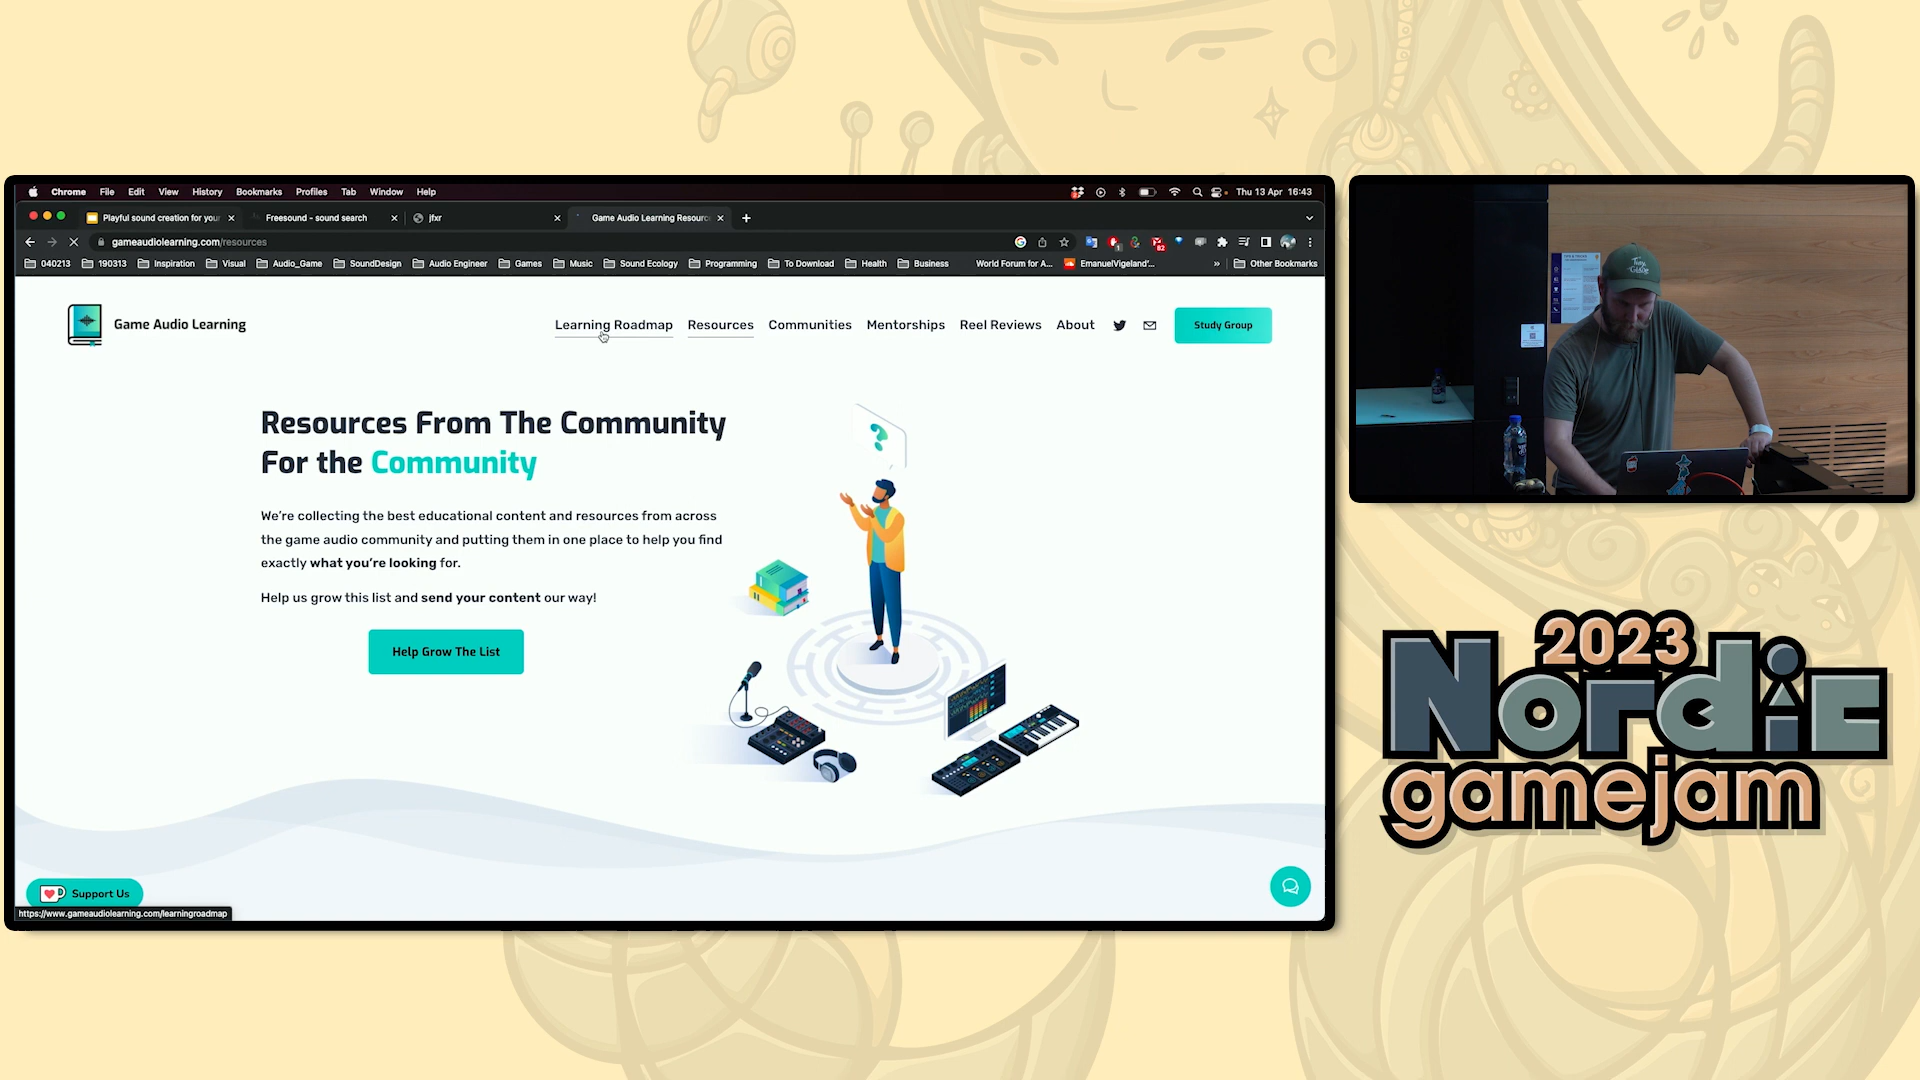 Chrome File Edit View History Bookmarks Profiles Tab Window Help
Thu 13 Apr 16:43
Playful sound creation for your
Freesound - sound search
jfxr
Game Audio Learning Resourc
gameaudiolearning.com/resources
040213 190313 Inspiration Visual Audio_Game SoundDesign Audio Engineer Games Music Sound Ecology Programming To Download Health Business World Forum for A... EmanuelVigeland'... » Other Bookmarks
Game Audio Learning
Learning Roadmap Resources Communities Mentorships Reel Reviews About
Study Group
Resources From The Community
For the Community
We're collecting the best educational content and resources from across
the game audio community and putting them in one place to help you find
exactly what you're looking for.
Help us grow this list and send your content our way!
Help Grow The List
Support Us
https://www.gameaudiolearning.com/learningroadmap
2023
Nordic
gamejam